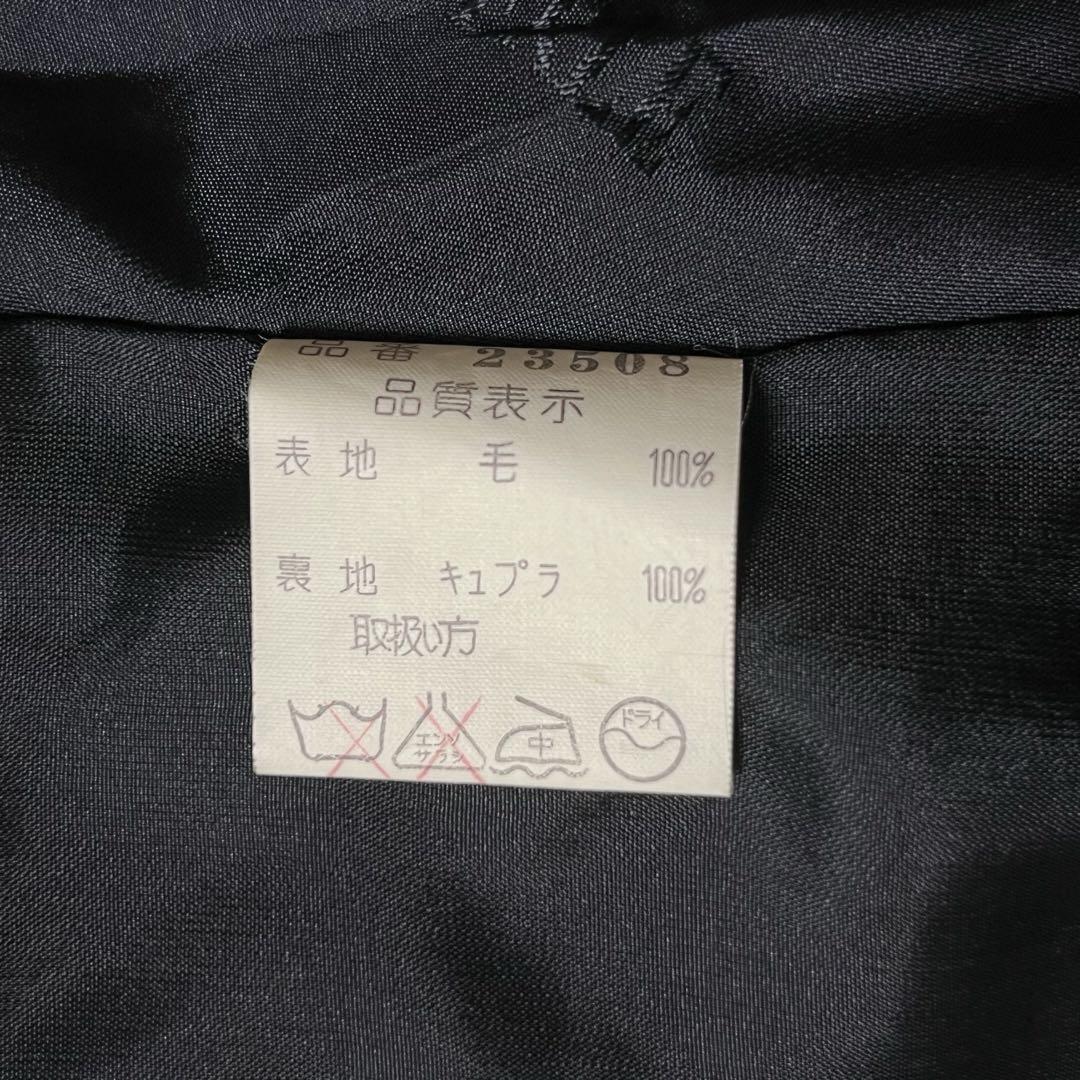 品番 23508
品質表示
表地 毛 100%
裏地 キュプラ 100%
取扱い方
エンソ サラシ 中 ドライ